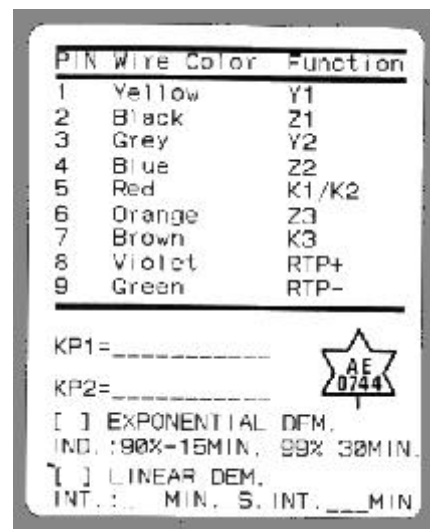 PIN Wire Color Function
1 Yellow Y1
2 Black Z1
3 Grey Y2
4 Blue Z2
5 Red K1/K2
6 Orange Z3
7 Brown K3
8 Violet RTP+
9 Green RTP-
KP1=__________
KP2=__________
AE
0744
[ ] EXPONENTIAL DEM.
IND.:90%-15MIN. 99% 30MIN.
[ ] LINEAR DEM.
INT.:_ MIN. S.INT.___MIN